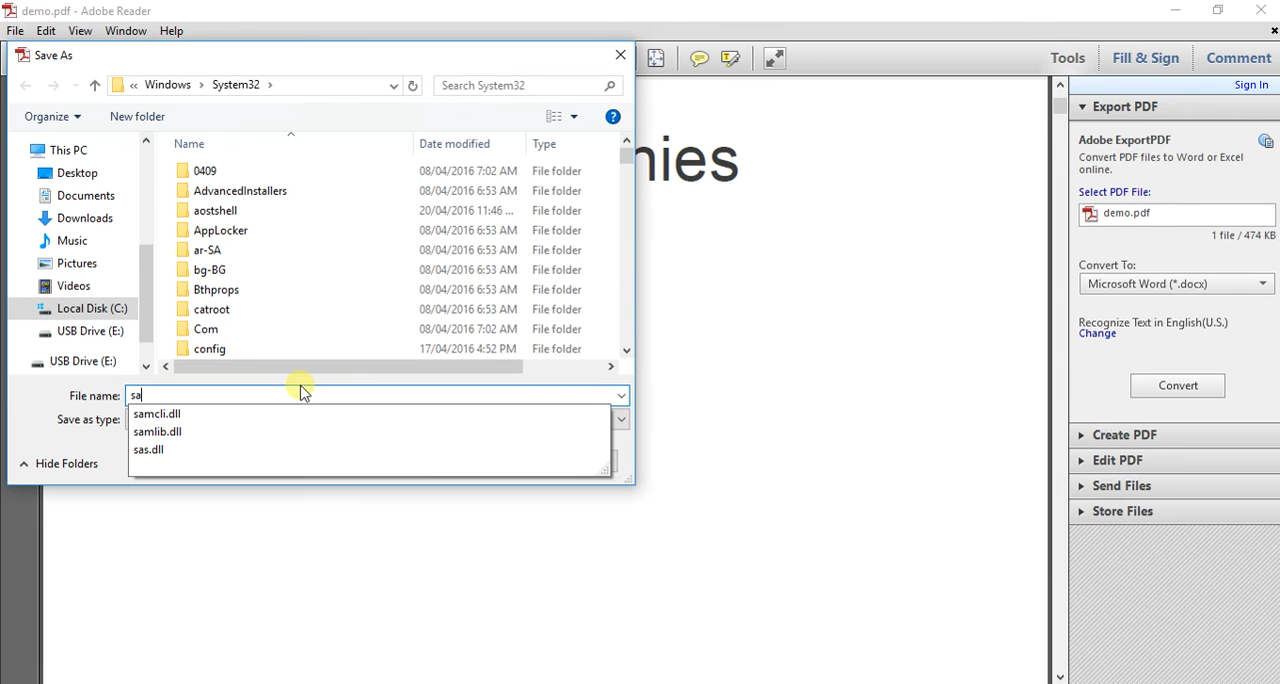 demo.pdf - Adobe Reader
File Edit View Window Help
Save As
Tools Fill & Sign Comment
« Windows › System32 ›
Search System32
Sign In
Organize New folder
Export PDF
Name Date modified Type
This PC
Desktop
Documents
Downloads
Music
Pictures
Videos
Local Disk (C:)
USB Drive (E:)
USB Drive (E:)
0409 08/04/2016 7:02 AM File folder
AdvancedInstallers 08/04/2016 6:53 AM File folder
aostshell 20/04/2016 11:46 ... File folder
AppLocker 08/04/2016 6:53 AM File folder
ar-SA 08/04/2016 6:53 AM File folder
bg-BG 08/04/2016 6:53 AM File folder
Bthprops 08/04/2016 6:53 AM File folder
catroot 08/04/2016 6:53 AM File folder
Com 08/04/2016 7:02 AM File folder
config 17/04/2016 4:52 PM File folder
File name: sa
samcli.dll
samlib.dll
sas.dll
Save as type:
Hide Folders
nies
Adobe ExportPDF
Convert PDF files to Word or Excel
online.
Select PDF File:
demo.pdf
1 file / 474 KB
Convert To:
Microsoft Word (*.docx)
Recognize Text in English(U.S.)
Change
Convert
Create PDF
Edit PDF
Send Files
Store Files